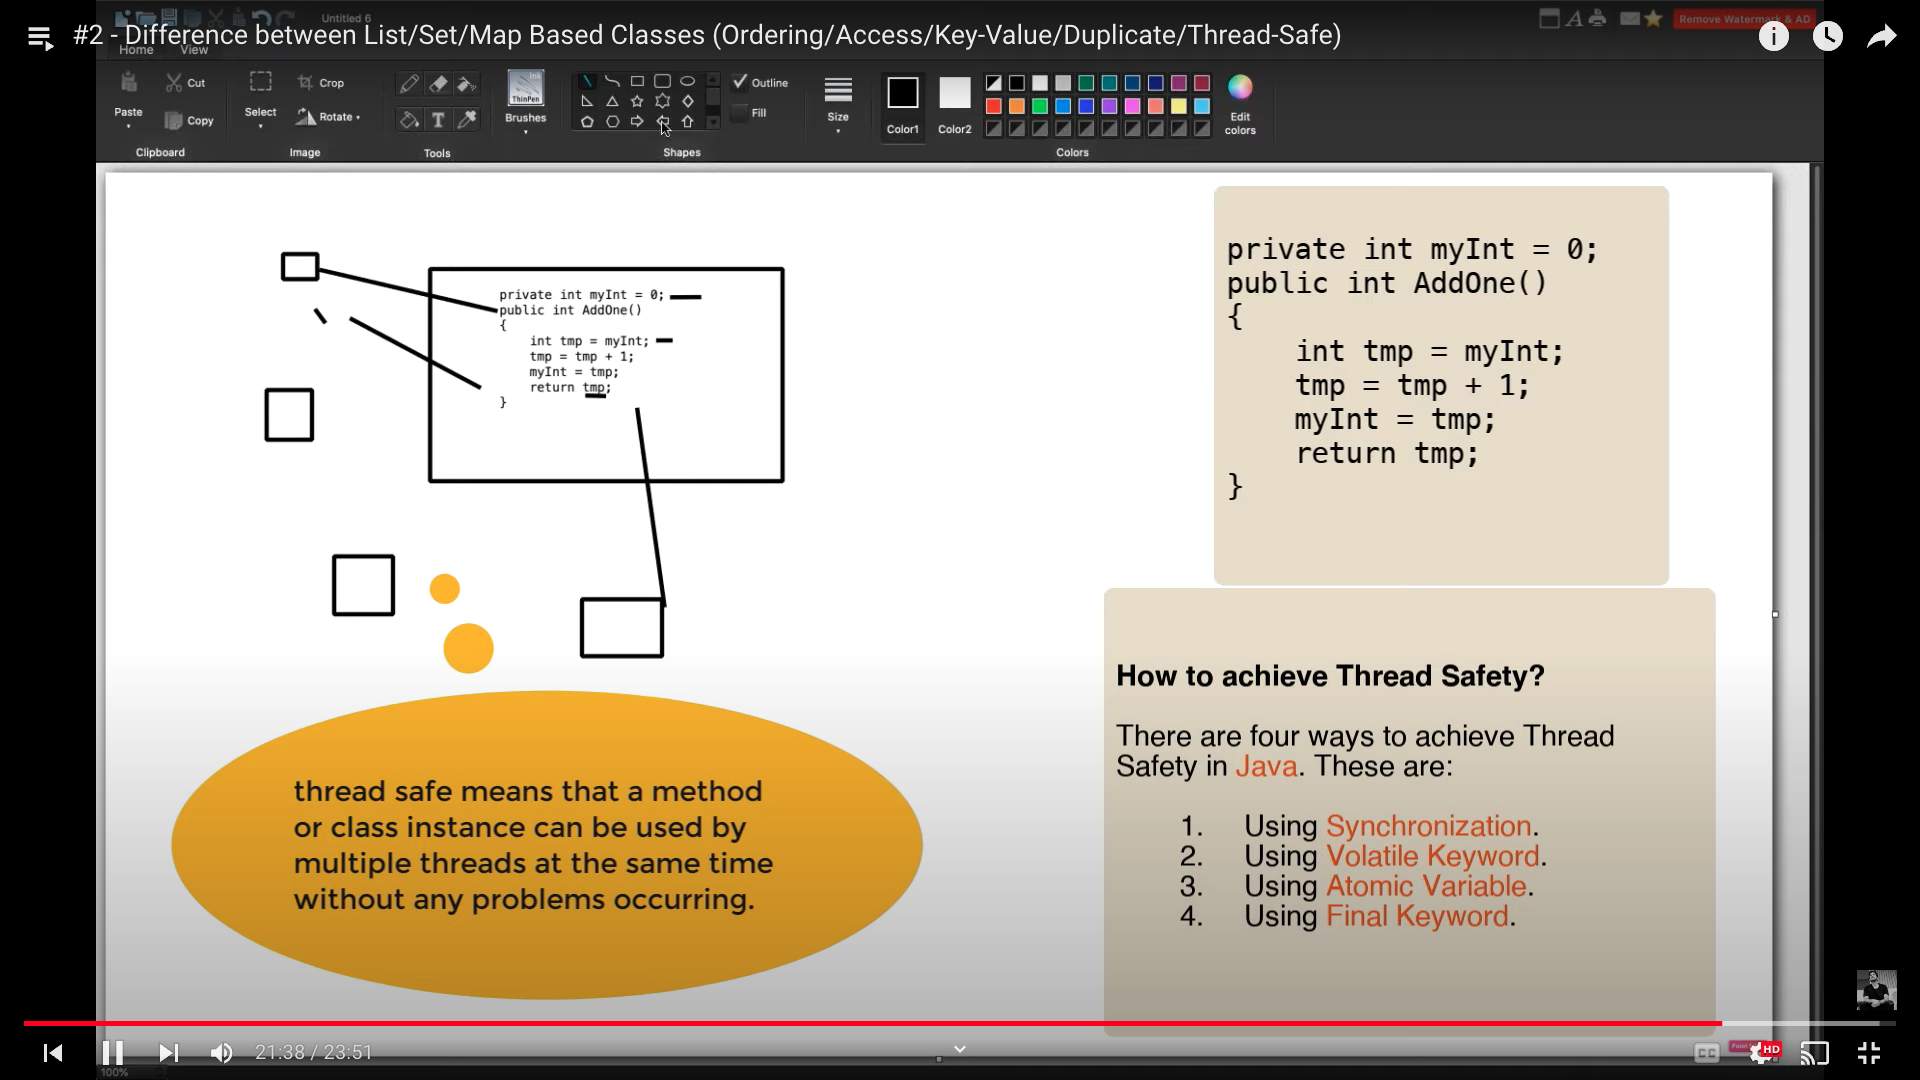 Untitled 6
#2 - Difference between List/Set/Map Based Classes (Ordering/Access/Key-Value/Duplicate/Thread-Safe)
Remove Watermark & AD
Home View
Paste
Cut
Copy
Clipboard
Select
Crop
Rotate
Image
Tools
Ink
ThinPen
Brushes
Outline
Fill
Shapes
Size
Color1
Color2
Edit
colors
Colors
private int myInt = 0;
public int AddOne()
{
int tmp = myInt;
tmp = tmp + 1;
myInt = tmp;
return tmp;
}
private int myInt = 0;
public int AddOne()
{
int tmp = myInt;
tmp = tmp + 1;
myInt = tmp;
return tmp;
}
thread safe means that a method
or class instance can be used by
multiple threads at the same time
without any problems occurring.
How to achieve Thread Safety?
There are four ways to achieve Thread
Safety in Java. These are:
1. Using Synchronization.
2. Using Volatile Keyword.
3. Using Atomic Variable.
4. Using Final Keyword.
21:38 / 23:51
CC
HD
100%